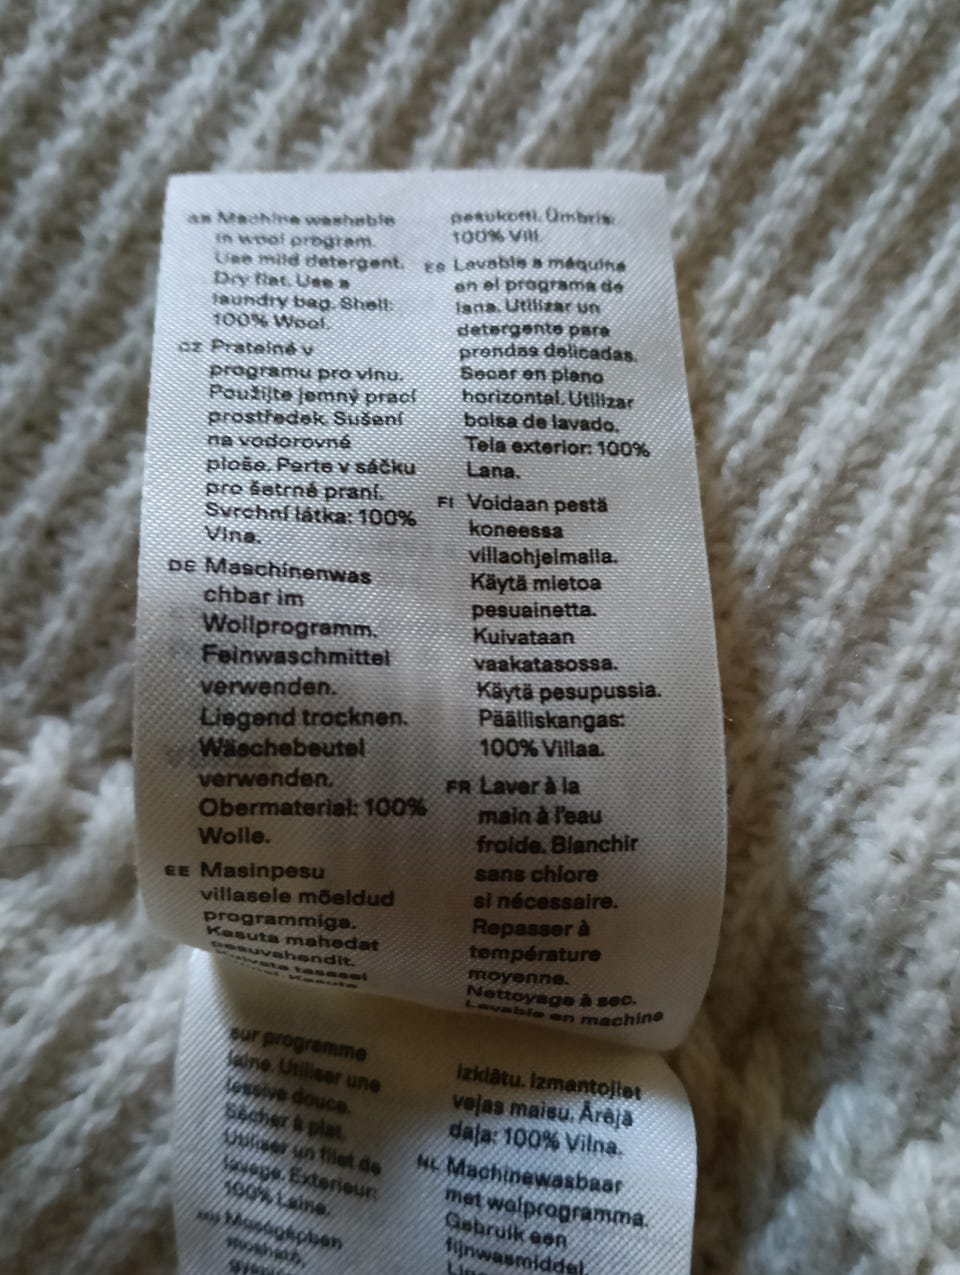 GB Machine washable
in wool program.
Use mild detergent.
Dry flat. Use a
laundry bag. Shell:
100% Wool.
CZ Pratelné v
programu pro vlnu.
Použijte jemný prací
prostředek. Sušení
na vodorovné
ploše. Perte v sáčku
pro šetrné praní.
Svrchní látka: 100%
Vlna.
DE Maschinenwas
chbar im
Wollprogramm.
Feinwaschmittel
verwenden.
Liegend trocknen.
Wäschebeutel
verwenden.
Obermaterial: 100%
Wolle.
EE Masinpesu
villasele mõeldud
programmiga.
Kasuta mahedat
pesuvahendit.
Kuivata tasasel
Kasuta
pesukotti. Ümbris:
100% Vill.
ES Lavable a máquina
en el programa de
lana. Utilizar un
detergente para
prendas delicadas.
Secar en plano
horizontal. Utilizar
bolsa de lavado.
Tela exterior: 100%
Lana.
FI Voidaan pestä
koneessa
villaohjelmalla.
Käytä mietoa
pesuainetta.
Kuivataan
vaakatasossa.
Käytä pesupussia.
Päälliskangas:
100% Villaa.
FR Laver à la
main à l'eau
froide. Blanchir
sans chlore
si nécessaire.
Repasser à
température
moyenne.
Nettoyage à sec.
Lavable en machine
sur programme
laine. Utiliser une
lessive douce.
Sécher à plat.
Utiliser un filet de
lavage. Exterieur:
100% Laine.
Mosógépben
mosható,
izklātu. Izmantojiet
veļas maisu. Ārējā
daļa: 100% Vilna.
NL Machinewasbaar
met wolprogramma.
Gebruik een
fijnwasmiddel.